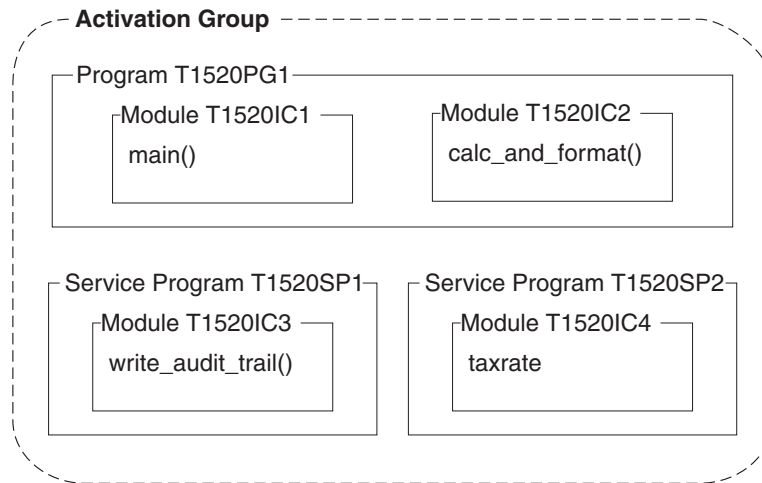 Activation Group
Program T1520PG1
Module T1520IC1
main()
Module T1520IC2
calc_and_format()
Service Program T1520SP1
Module T1520IC3
write_audit_trail()
Service Program T1520SP2
Module T1520IC4
taxrate